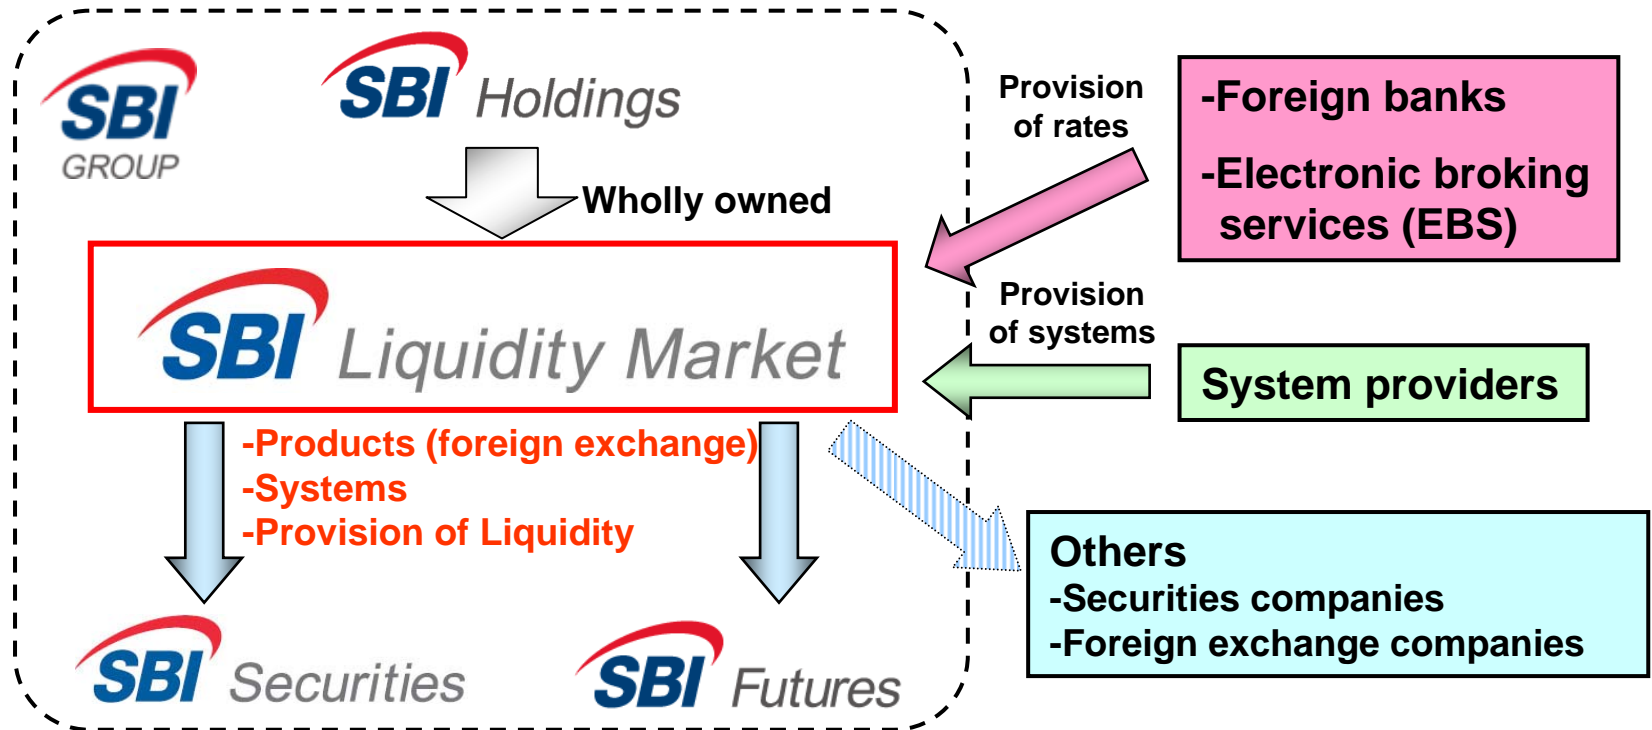 SBI
GROUP
SBI Holdings
Wholly owned
SBI Liquidity Market
-Products (foreign exchange)
-Systems
-Provision of Liquidity
SBI Securities
SBI Futures
Provision
of rates
-Foreign banks
-Electronic broking
services (EBS)
Provision
of systems
System providers
Others
-Securities companies
-Foreign exchange companies